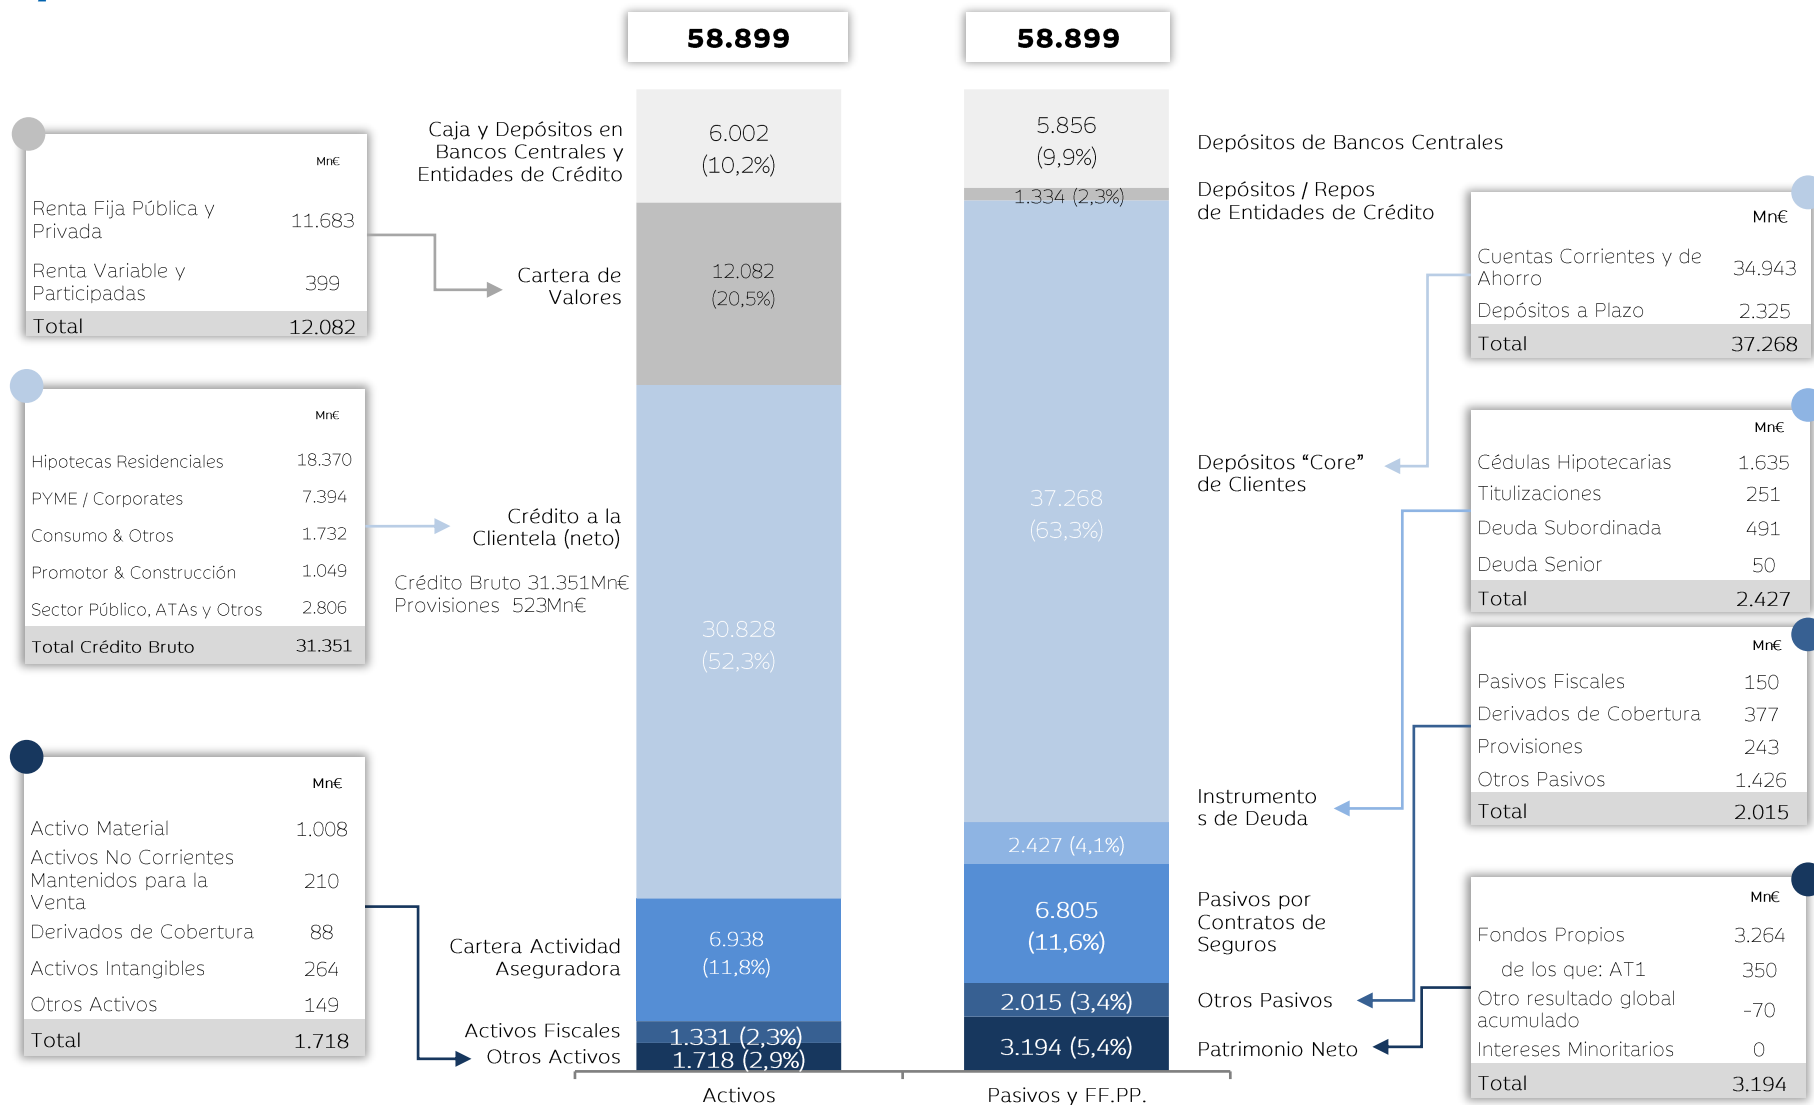 58.899
58.899
Mn€
Renta Fija Pública y
Privada
11.683
Renta Variable y
Participadas
399
Total 12.082
Mn€
Hipotecas Residenciales 18.370
PYME / Corporates 7.394
Consumo & Otros 1.732
Promotor & Construcción 1.049
Sector Público, ATAs y Otros 2.806
Total Crédito Bruto 31.351
Mn€
Activo Material 1.008
Activos No Corrientes
Mantenidos para la
Venta
210
Derivados de Cobertura 88
Activos Intangibles 264
Otros Activos 149
Total 1.718
Caja y Depósitos en
Bancos Centrales y
Entidades de Crédito
Cartera de
Valores
Crédito a la
Clientela (neto)
Crédito Bruto 31.351Mn€
Provisiones 523Mn€
Cartera Actividad
Aseguradora
Activos Fiscales
Otros Activos
6.002
(10,2%)
12.082
(20,5%)
30.828
(52,3%)
6.938
(11,8%)
1.331 (2,3%)
1.718 (2,9%)
Activos
5.856
(9,9%)
1.334 (2,3%)
37.268
(63,3%)
2.427 (4,1%)
6.805
(11,6%)
2.015 (3,4%)
3.194 (5,4%)
Pasivos y FF.PP.
Depósitos de Bancos Centrales
Depósitos / Repos
de Entidades de Crédito
Depósitos “Core”
de Clientes
Instrumento
s de Deuda
Pasivos por
Contratos de
Seguros
Otros Pasivos
Patrimonio Neto
Mn€
Cuentas Corrientes y de
Ahorro
34.943
Depósitos a Plazo 2.325
Total 37.268
Mn€
Cédulas Hipotecarias 1.635
Titulizaciones 251
Deuda Subordinada 491
Deuda Senior 50
Total 2.427
Mn€
Pasivos Fiscales 150
Derivados de Cobertura 377
Provisiones 243
Otros Pasivos 1.426
Total 2.015
Mn€
Fondos Propios 3.264
de los que: AT1 350
Otro resultado global
acumulado
-70
Intereses Minoritarios 0
Total 3.194